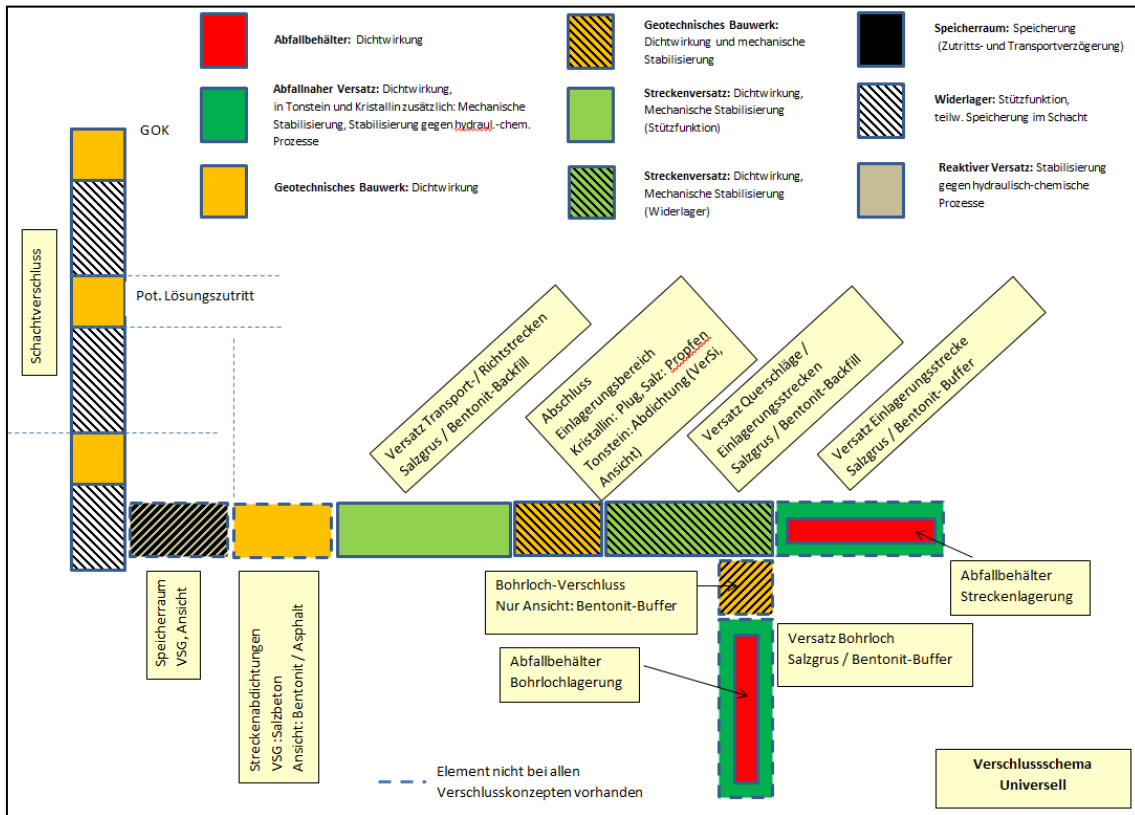 Abfallbehälter: Dichtwirkung
Abfallnaher Versatz: Dichtwirkung,
in Tonstein und Kristallin zusätzlich: Mechanische
Stabilisierung, Stabilisierung gegen hydraul.-chem.
Prozesse
Geotechnisches Bauwerk: Dichtwirkung
Geotechnisches Bauwerk:
Dichtwirkung und mechanische
Stabilisierung
Streckenversatz: Dichtwirkung,
Mechanische Stabilisierung
(Stützfunktion)
Streckenversatz: Dichtwirkung,
Mechanische Stabilisierung
(Widerlager)
Speicherraum: Speicherung
(Zutritts- und Transportverzögerung)
Widerlager: Stützfunktion,
teilw. Speicherung im Schacht
Reaktiver Versatz: Stabilisierung
gegen hydraulisch-chemische
Prozesse
GOK
Schachtverschluss
Pot. Lösungszutritt
Versatz Transport-/ Richtstrecken
Salzgrus / Bentonit-Backfill
Abschluss
Einlagerungsbereich
Kristallin: Plug, Salz: Propfen
Tonstein: Abdichtung (VerSi,
Ansicht)
Versatz Querschläge /
Einlagerungsstrecken
Salzgrus / Bentonit-Backfill
Versatz Einlagerungsstrecke
Salzgrus / Bentonit- Buffer
Speicherraum
VSG, Ansicht
Streckenabdichtungen
VSG :Salzbeton
Ansicht: Bentonit / Asphalt
Bohrloch-Verschluss
Nur Ansicht: Bentonit-Buffer
Abfallbehälter
Bohrlochlagerung
Abfallbehälter
Streckenlagerung
Versatz Bohrloch
Salzgrus / Bentonit-Buffer
Element nicht bei allen
Verschlusskonzepten vorhanden
Verschlussschema
Universell